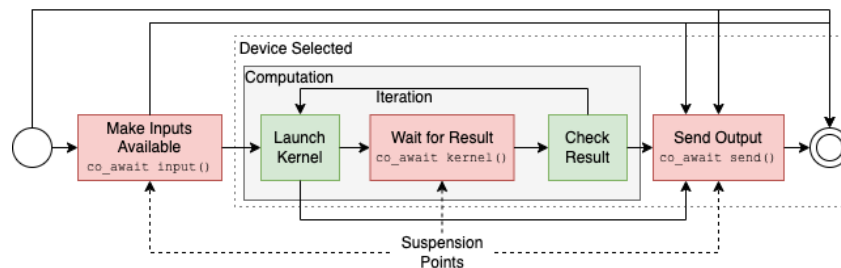 Device Selected
Computation
Iteration
Make Inputs
Available
co_await input()
Launch
Kernel
Wait for Result
co_await kernel()
Check
Result
Send Output
co_await send()
Suspension
Points